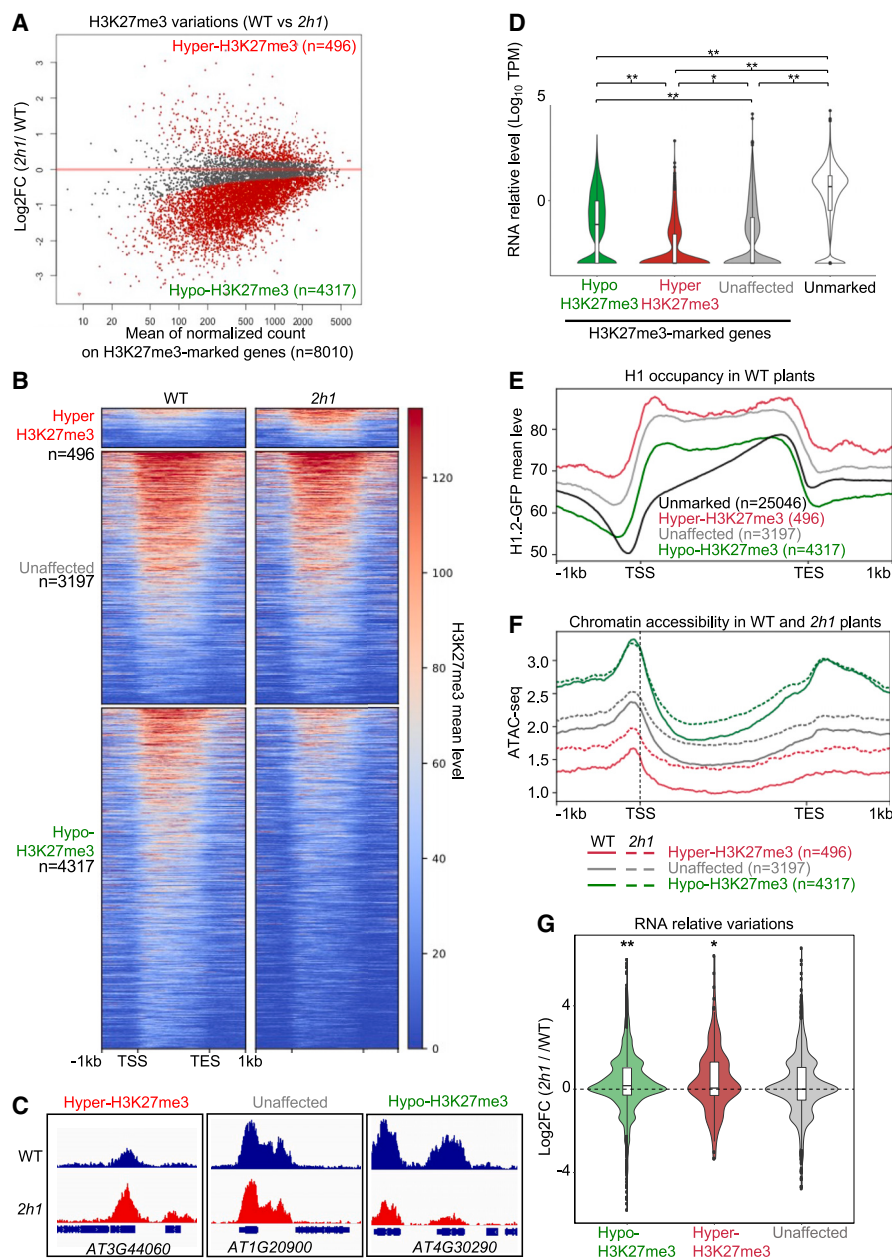 A
H3K27me3 variations (WT vs 2h1)
Hyper-H3K27me3 (n=496)
Log2FC (2h1/ WT)
3
2
1
0
-1
-2
-3
Hypo-H3K27me3 (n=4317)
10 20 50 100 200 500 1000 2000 5000
Mean of normalized count
on H3K27me3-marked genes (n=8010)
B
WT 2h1
Hyper
H3K27me3
n=496
Unaffected
n=3197
Hypo-
H3K27me3
n=4317
-1kb TSS TES 1kb
120
100
80
60
40
20
0
H3K27me3 mean level
C
Hyper-H3K27me3 Unaffected Hypo-H3K27me3
WT
2h1
AT3G44060 AT1G20900 AT4G30290
D
RNA relative level (Log10 TPM)
**
**
** * **
**
5
0
Hypo
H3K27me3
Hyper
H3K27me3
Unaffected
Unmarked
H3K27me3-marked genes
E
H1 occupancy in WT plants
H1.2-GFP mean leve
80
70
60
50
Unmarked (n=25046)
Hyper-H3K27me3 (496)
Unaffected (n=3197)
Hypo-H3K27me3 (n=4317)
-1kb TSS TES 1kb
F
Chromatin accessibility in WT and 2h1 plants
ATAC-seq
3.0
2.5
2.0
1.5
1.0
-1kb TSS TES 1kb
WT 2h1
Hyper-H3K27me3 (n=496)
Unaffected (n=3197)
Hypo-H3K27me3 (n=4317)
G
RNA relative variations
** *
Log2FC (2h1 /WT)
4
0
-4
Hypo-
H3K27me3
Hyper-
H3K27me3
Unaffected